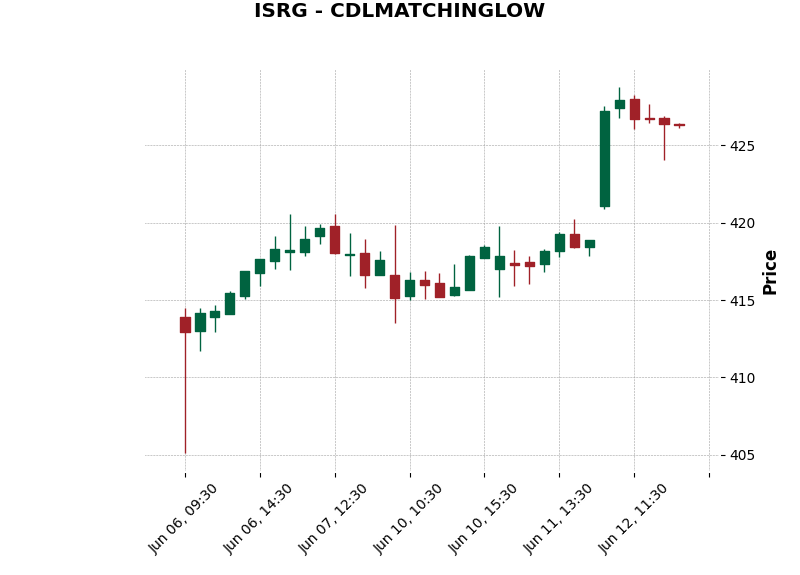 ISRG - CDLMATCHINGLOW
425
420
415
410
405
Price
Jun 06, 09:30
Jun 06, 14:30
Jun 07, 12:30
Jun 10, 10:30
Jun 10, 15:30
Jun 11, 13:30
Jun 12, 11:30